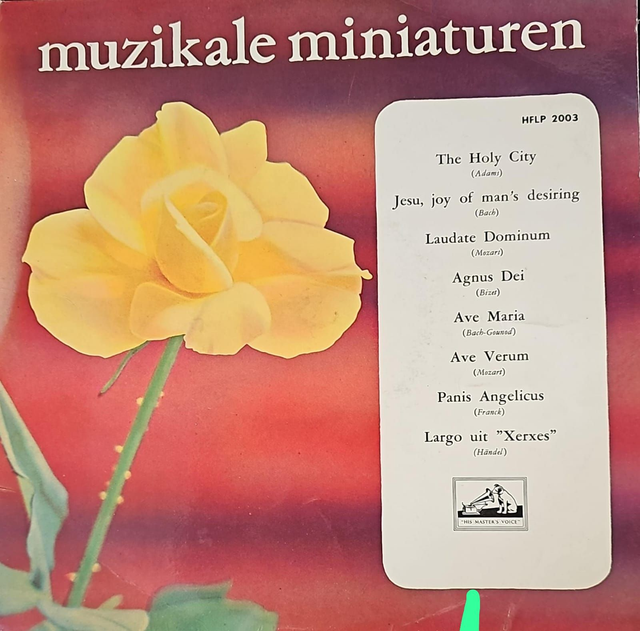 muzikale miniaturen
HFLP 2003
The Holy City
(Adams)
Jesu, joy of man's desiring
(Bach)
Laudate Dominum
(Mozart)
Agnus Dei
(Bizet)
Ave Maria
(Bach-Gounod)
Ave Verum
(Mozart)
Panis Angelicus
(Franck)
Largo uit "Xerxes"
(Händel)
"HIS MASTER'S VOICE"